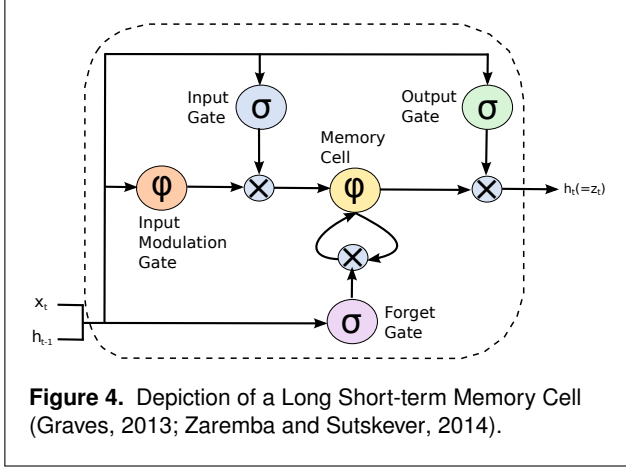 Input
Gate
σ
Output
Gate
σ
Memory
Cell
φ
×
φ
×
h_t(=z_t)
Input
Modulation
Gate
×
x_t
h_t-1
σ
Forget
Gate
Figure 4. Depiction of a Long Short-term Memory Cell
(Graves, 2013; Zaremba and Sutskever, 2014).